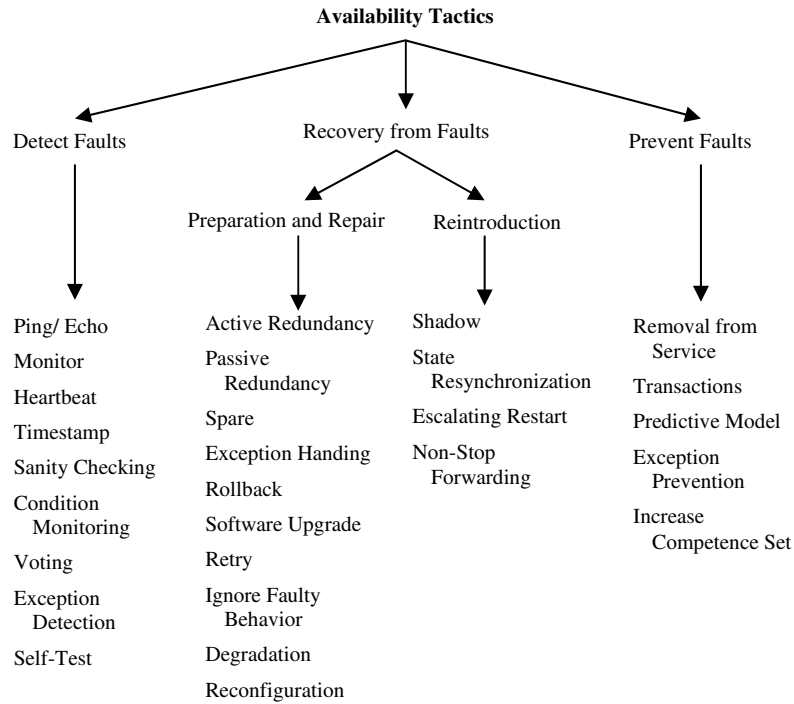 Availability Tactics
Detect Faults
Recovery from Faults
Prevent Faults
Preparation and Repair
Reintroduction
Ping/ Echo
Monitor
Heartbeat
Timestamp
Sanity Checking
Condition
Monitoring
Voting
Exception
Detection
Self-Test
Active Redundancy
Passive
Redundancy
Spare
Exception Handing
Rollback
Software Upgrade
Retry
Ignore Faulty
Behavior
Degradation
Reconfiguration
Shadow
State
Resynchronization
Escalating Restart
Non-Stop
Forwarding
Removal from
Service
Transactions
Predictive Model
Exception
Prevention
Increase
Competence Set